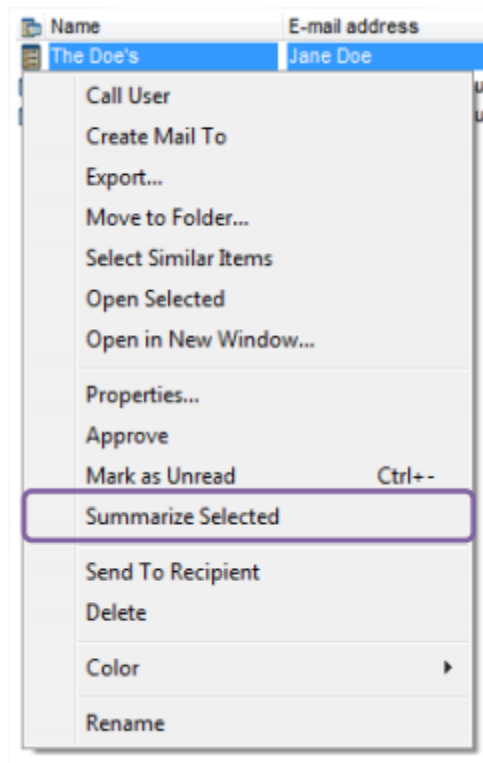 Name E-mail address
The Doe's Jane Doe
Call User
Create Mail To
Export...
Move to Folder...
Select Similar Items
Open Selected
Open in New Window...
Properties...
Approve
Mark as Unread Ctrl+-
Summarize Selected
Send To Recipient
Delete
Color
Rename